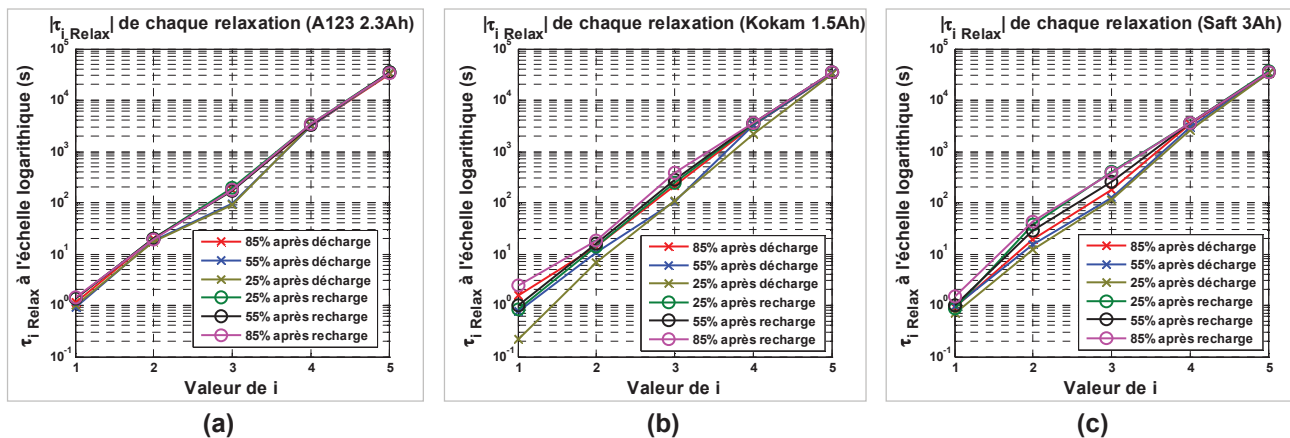 |τi Relax| de chaque relaxation (A123 2.3Ah)
τi Relax à l'échelle logarithmique (s)
10^5
10^4
10^3
10^2
10^1
10^0
10^-1
85% après décharge
55% après décharge
25% après décharge
25% après recharge
55% après recharge
85% après recharge
1 2 3 4 5
Valeur de i
(a)
|τi Relax| de chaque relaxation (Kokam 1.5Ah)
τi Relax à l'échelle logarithmique (s)
10^5
10^4
10^3
10^2
10^1
10^0
10^-1
85% après décharge
55% après décharge
25% après décharge
25% après recharge
55% après recharge
85% après recharge
1 2 3 4 5
Valeur de i
(b)
|τi Relax| de chaque relaxation (Saft 3Ah)
τi Relax à l'échelle logarithmique (s)
10^5
10^4
10^3
10^2
10^1
10^0
10^-1
85% après décharge
55% après décharge
25% après décharge
25% après recharge
55% après recharge
85% après recharge
1 2 3 4 5
Valeur de i
(c)